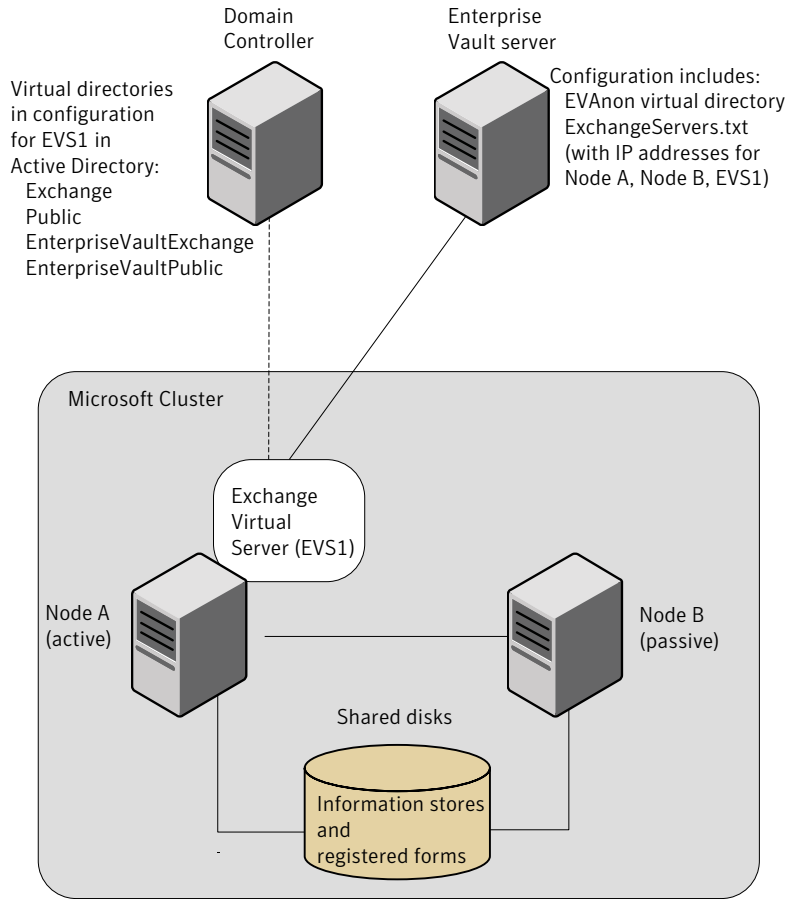 Domain
Controller
Enterprise
Vault server
Virtual directories
in configuration
for EVS1 in
Active Directory:
Exchange
Public
EnterpriseVaultExchange
EnterpriseVaultPublic
Configuration includes:
EVAnon virtual directory
ExchangeServers.txt
(with IP addresses for
Node A, Node B, EVS1)
Microsoft Cluster
Exchange
Virtual
Server (EVS1)
Node A
(active)
Node B
(passive)
Shared disks
Information stores
and
registered forms